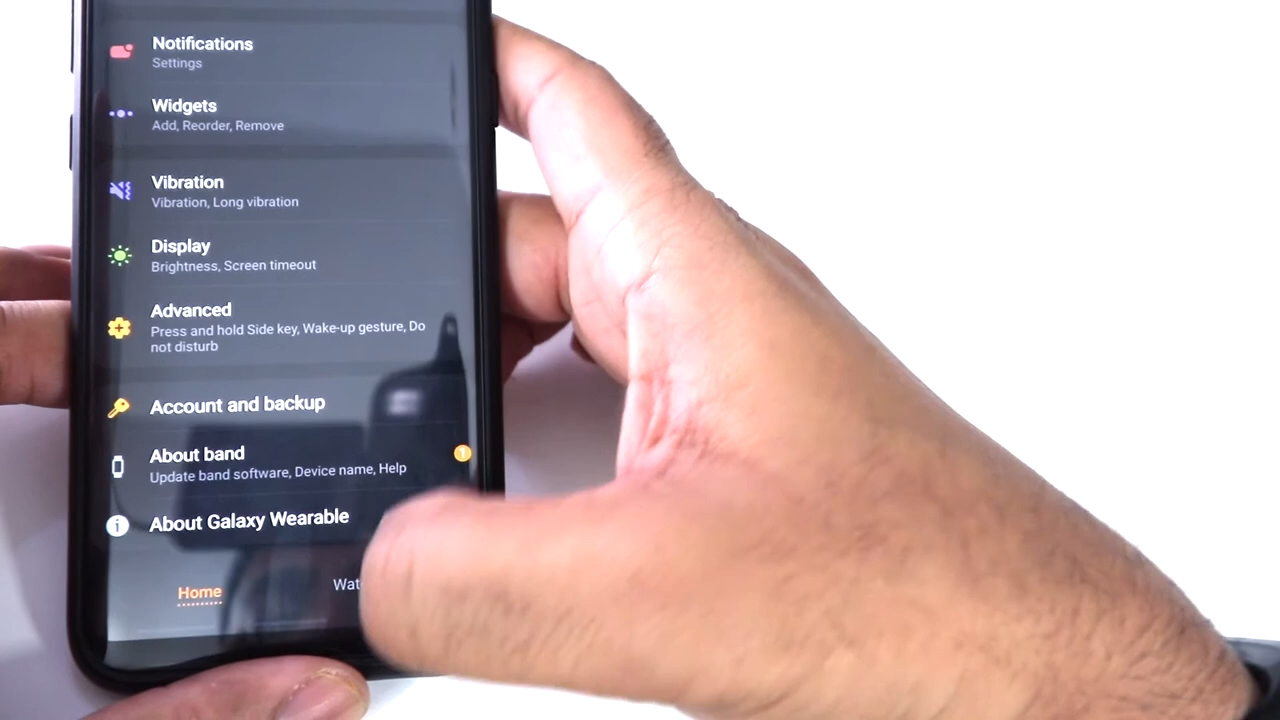 Notifications
Settings
Widgets
Add, Reorder, Remove
Vibration
Vibration, Long vibration
Display
Brightness, Screen timeout
Advanced
Press and hold Side key, Wake-up gesture, Do
not disturb
Account and backup
About band
1
Update band software, Device name, Help
About Galaxy Wearable
Home